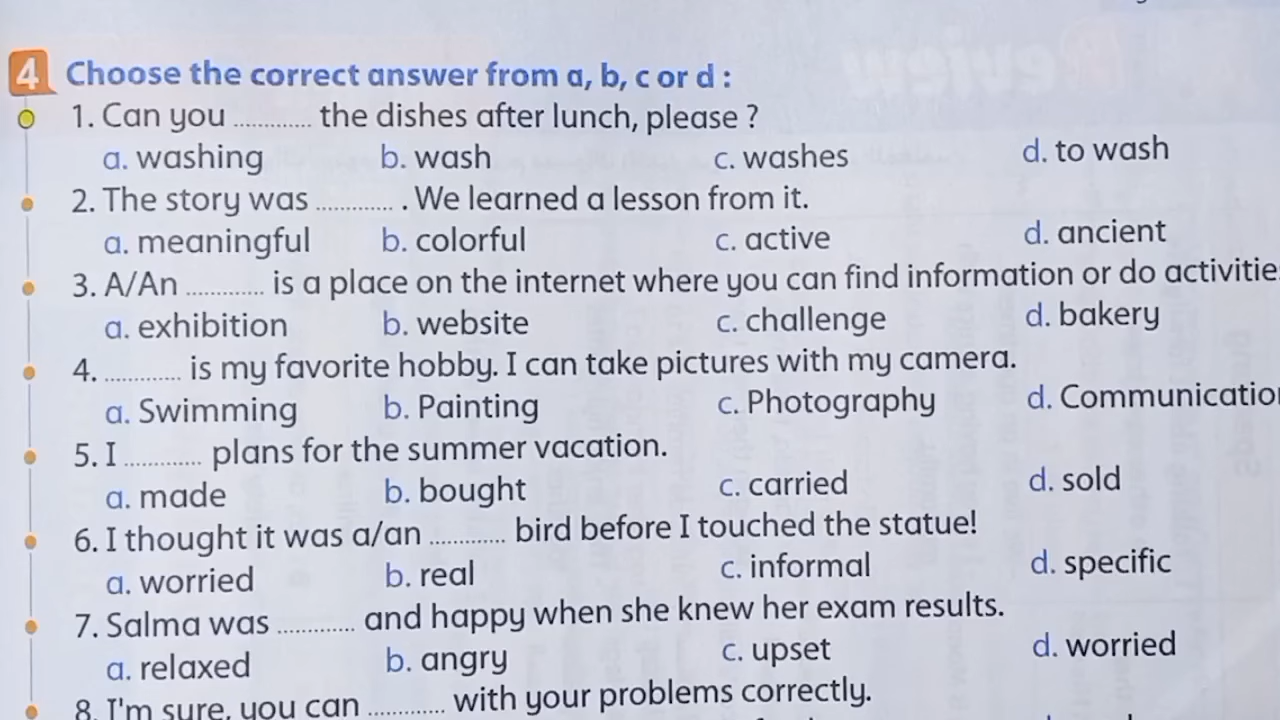 4 Choose the correct answer from a, b, c or d :
1. Can you ............ the dishes after lunch, please ?
a. washing b. wash c. washes d. to wash
2. The story was ............ . We learned a lesson from it.
a. meaningful b. colorful c. active d. ancient
3. A/An ............ is a place on the internet where you can find information or do activitie
a. exhibition b. website c. challenge d. bakery
4. ............ is my favorite hobby. I can take pictures with my camera.
a. Swimming b. Painting c. Photography d. Communicatio
5. I ............ plans for the summer vacation.
a. made b. bought c. carried d. sold
6. I thought it was a/an ............ bird before I touched the statue!
a. worried b. real c. informal d. specific
7. Salma was ............ and happy when she knew her exam results.
a. relaxed b. angry c. upset d. worried
8. I'm sure, you can ............ with your problems correctly.